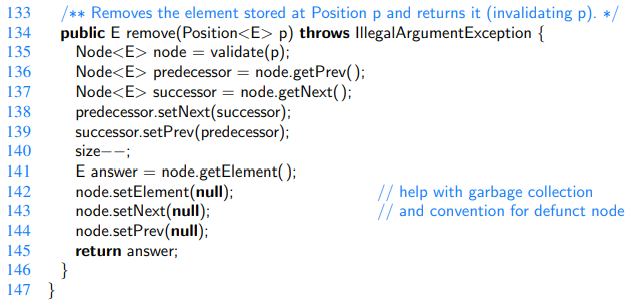 133 /** Removes the element stored at Position p and returns it (invalidating p). */
134 public E remove(Position<E> p) throws IllegalArgumentException {
135 Node<E> node = validate(p);
136 Node<E> predecessor = node.getPrev();
137 Node<E> successor = node.getNext();
138 predecessor.setNext(successor);
139 successor.setPrev(predecessor);
140 size−−;
141 E answer = node.getElement();
142 node.setElement(null); // help with garbage collection
143 node.setNext(null); // and convention for defunct node
144 node.setPrev(null);
145 return answer;
146 }
147 }